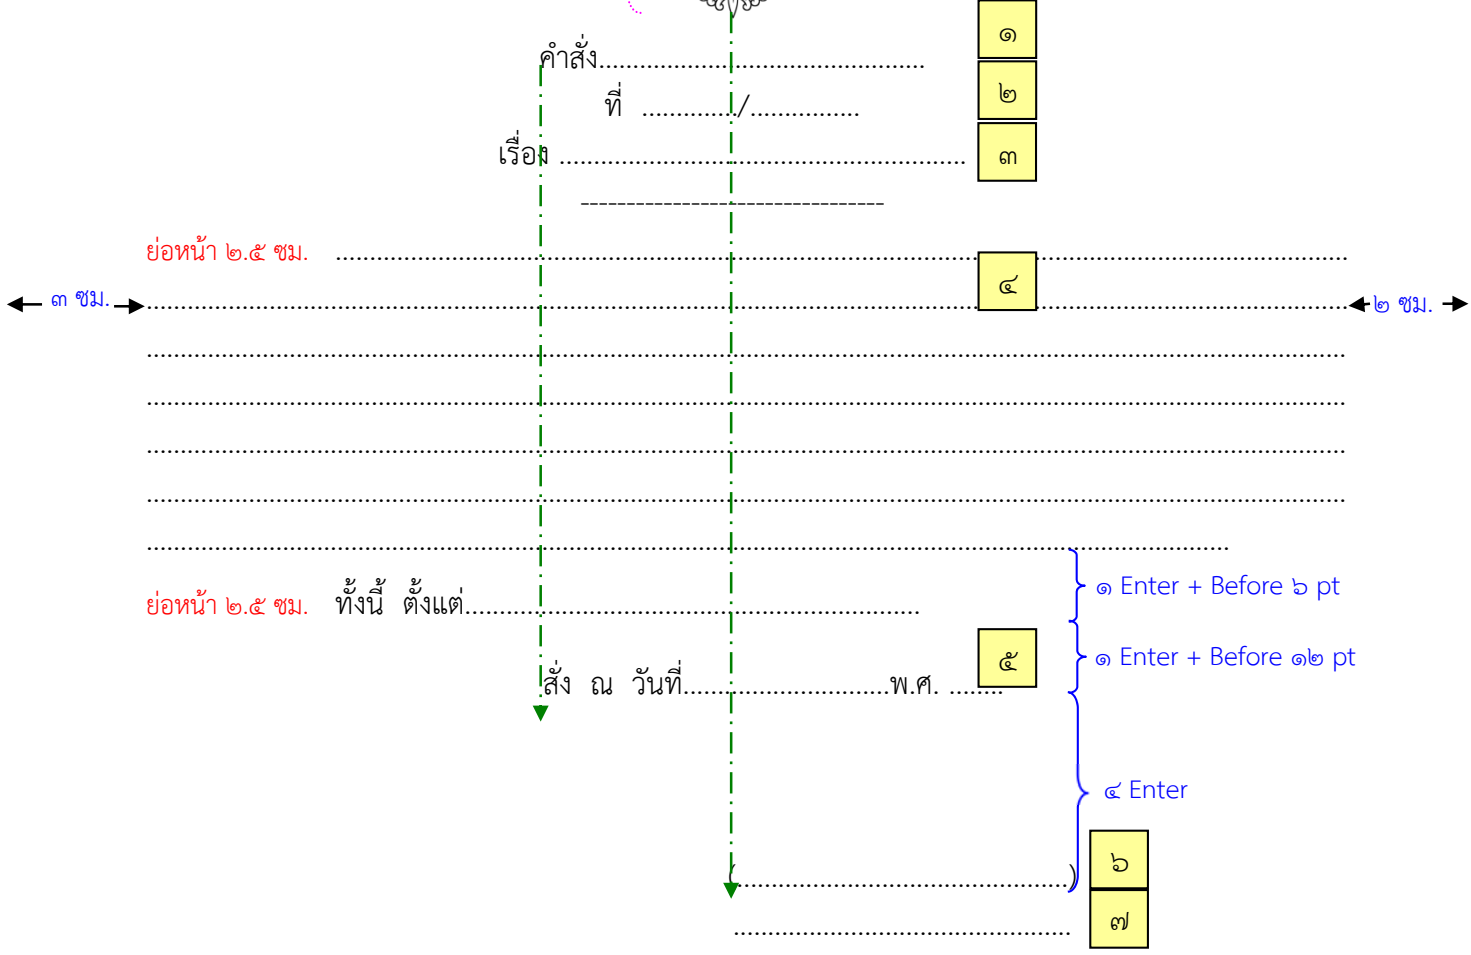 ๑
คำสั่ง................................................
๒
ที่ ............../................
เรื่อง ............................................................
๓
---------------------------------
ย่อหน้า ๒.๕ ซม. ....................................................................................................................................................
๔
๓ ซม. ................................................................................................................................................................................ ๒ ซม.
................................................................................................................................................................................
................................................................................................................................................................................
................................................................................................................................................................................
................................................................................................................................................................................
...............................................................................................................................................................
๑ Enter + Before ๖ pt
ย่อหน้า ๒.๕ ซม. ทั้งนี้ ตั้งแต่...................................................................
๕
๑ Enter + Before ๑๒ pt
สั่ง ณ วันที่..............................พ.ศ. ........
๔ Enter
๖
(.................................................)
๗
.................................................